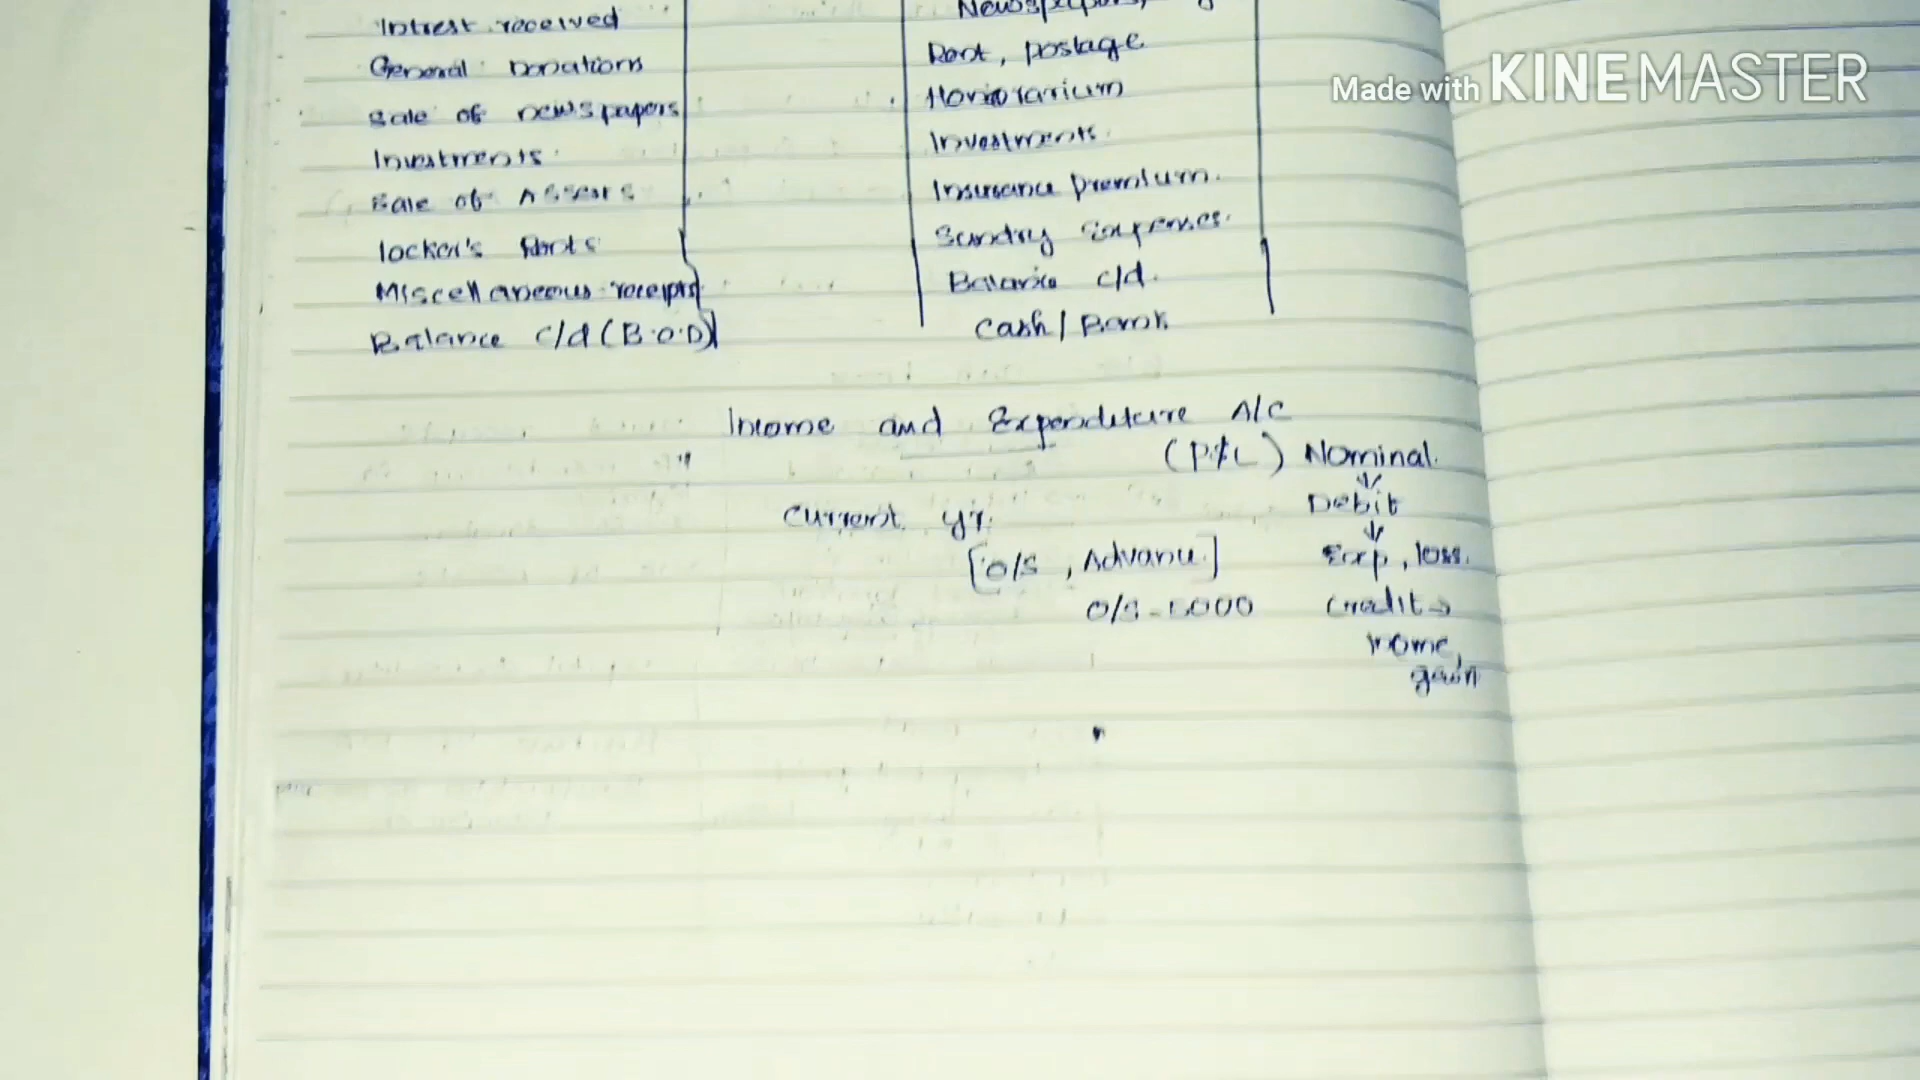 Intrest received
General Donations
Sale of newspapers
Investments
Sale of Assets
locker's Rents
Miscellaneous receipts
Balance c/d (B.O.D)
Newspapers,
Rent, postage
Honorarium
Investments.
Insurance premium.
Sundry Expenses.
Balance c/d.
Cash / Bank
Made with KINEMASTER
Income and Expenditure A/C
(P&L) Nominal.
Debit
Current yr.
[O/S, Advance]
Exp, loss.
O/S - 5000
Credit →
Income,
gain